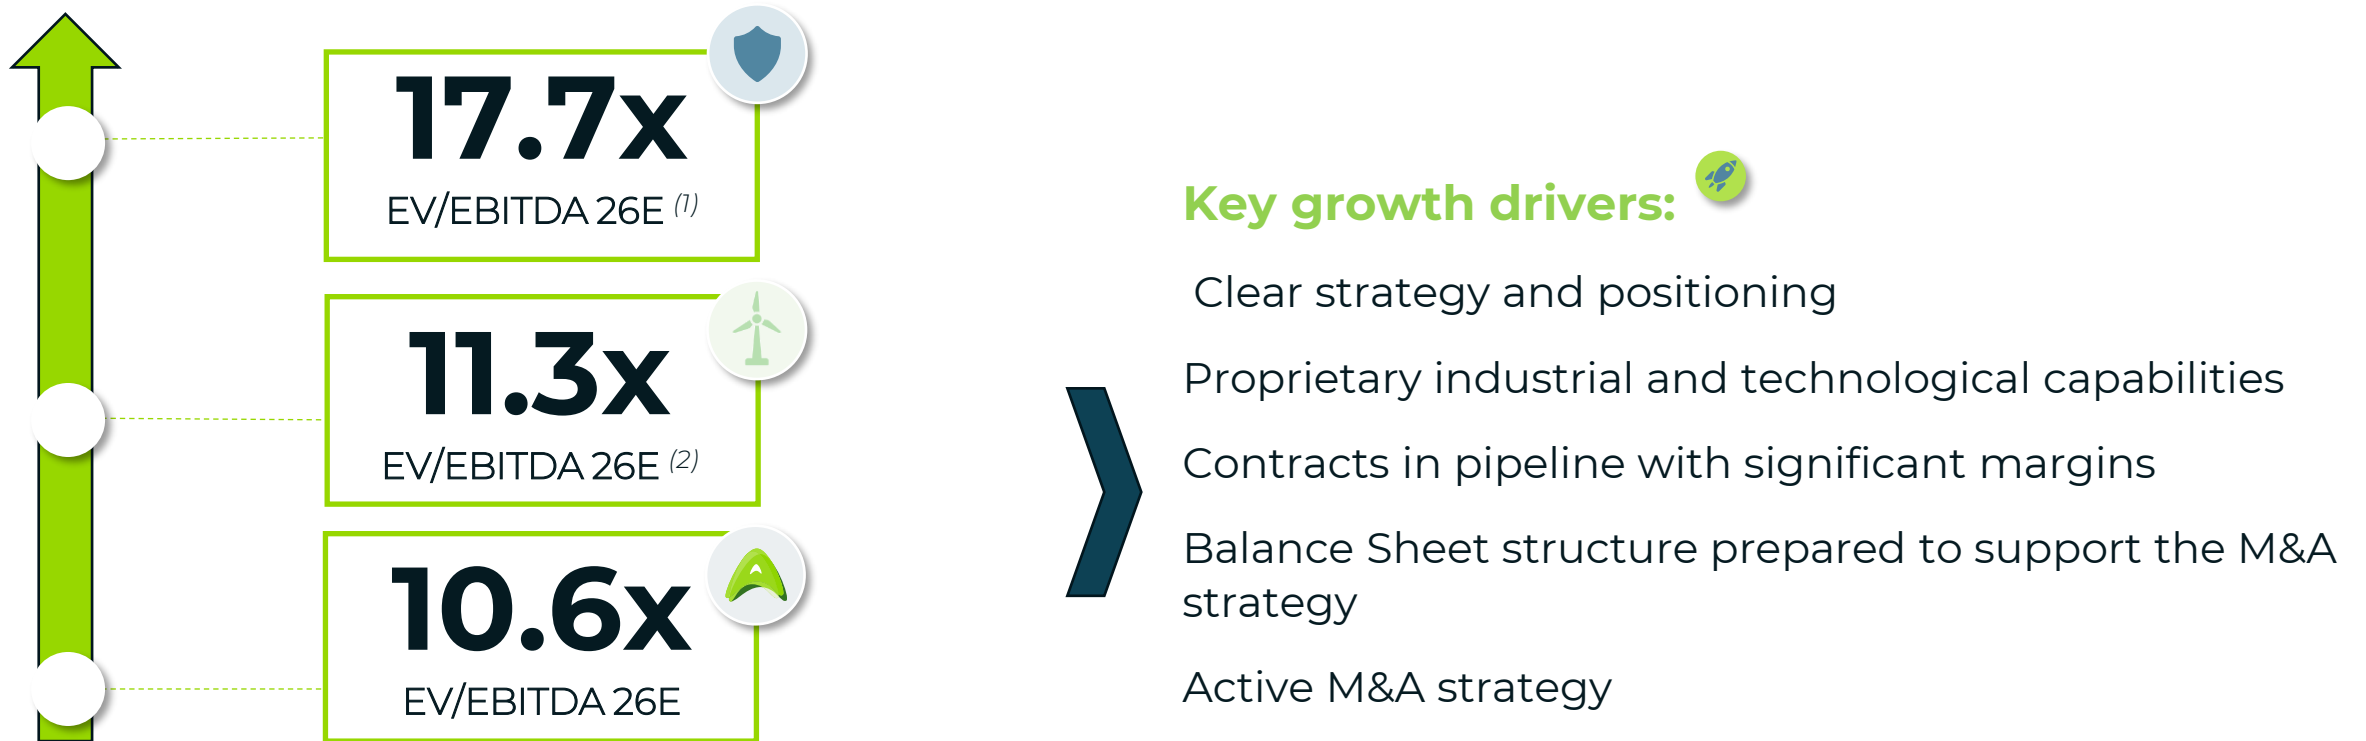 17.7x
EV/EBITDA 26E (1)
11.3x
EV/EBITDA 26E (2)
10.6x
EV/EBITDA 26E
Key growth drivers:
Clear strategy and positioning
Proprietary industrial and technological capabilities
Contracts in pipeline with significant margins
Balance Sheet structure prepared to support the M&A
strategy
Active M&A strategy